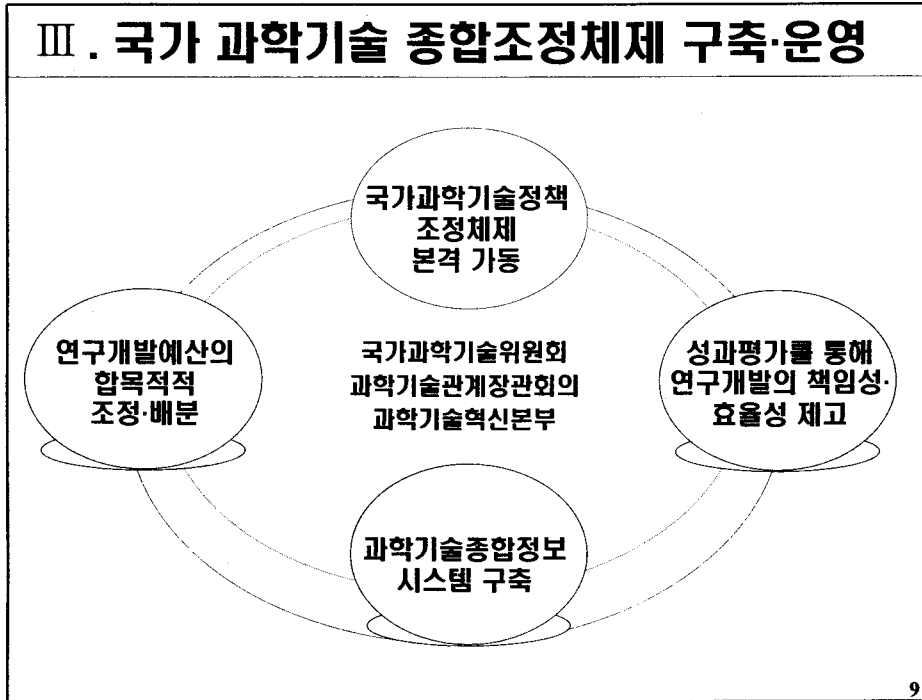 Ⅲ. 국가 과학기술 종합조정체제 구축·운영
국가과학기술정책
조정체제
본격 가동
연구개발예산의
합목적적
조정·배분
국가과학기술위원회
과학기술관계장관회의
과학기술혁신본부
성과평가를 통해
연구개발의 책임성·
효율성 제고
과학기술종합정보
시스템 구축
9